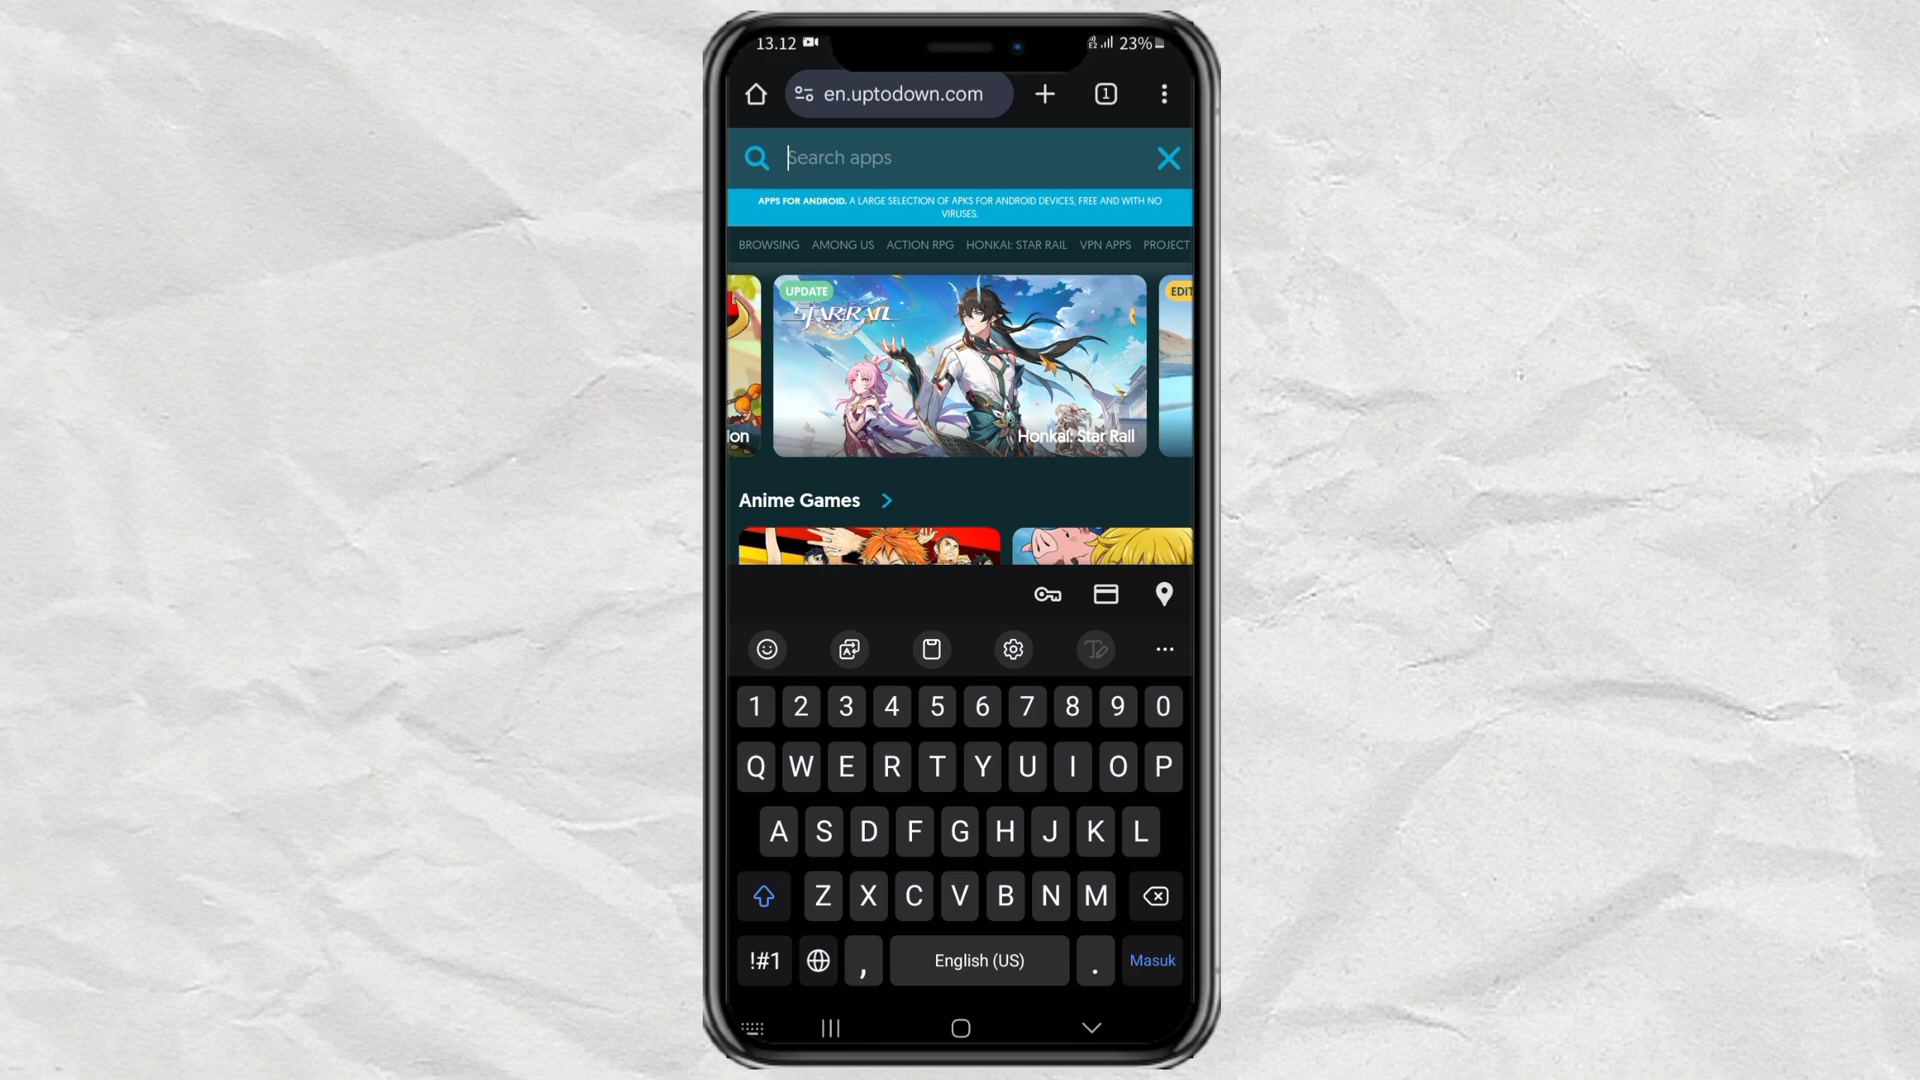 13.12 23%
en.uptodown.com 1
Search apps
APPS FOR ANDROID. A LARGE SELECTION OF APKS FOR ANDROID DEVICES, FREE AND WITH NO
VIRUSES.
BROWSING AMONG US ACTION RPG HONKAI: STAR RAIL VPN APPS PROJECT
UPDATE EDIT
STAR RAIL
ion Honkai: Star Rail
Anime Games
1 2 3 4 5 6 7 8 9 0
Q W E R T Y U I O P
A S D F G H J K L
Z X C V B N M
!#1 , English (US) . Masuk